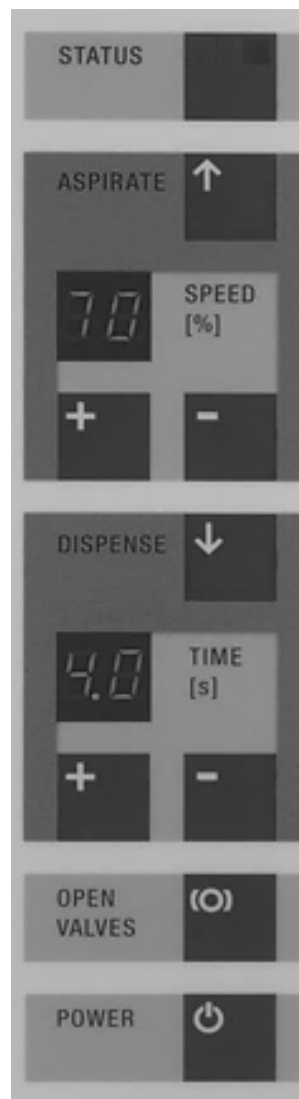 STATUS
ASPIRATE ↑
70 SPEED
[%]
+ -
DISPENSE ↓
4.0 TIME
[s]
+ -
OPEN
VALVES
POWER